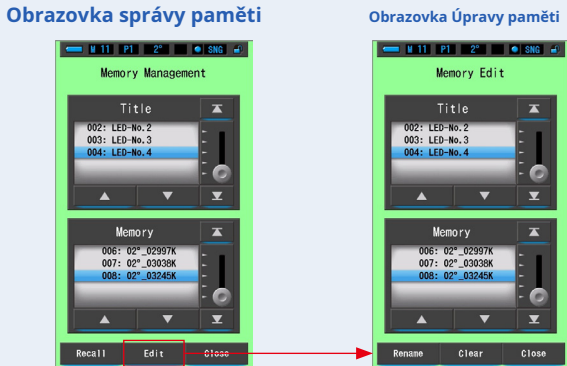 Obrazovka správy paměti
M 11 P1 2° SNG
Memory Management
Title
002: LED-No.2
003: LED-No.3
004: LED-No.4
Memory
006: 02°_02997K
007: 02°_03038K
008: 02°_03245K
Recall Edit Close
Obrazovka Úpravy paměti
M 11 P1 2° SNG
Memory Edit
Title
002: LED-No.2
003: LED-No.3
004: LED-No.4
Memory
006: 02°_02997K
007: 02°_03038K
008: 02°_03245K
Rename Clear Close